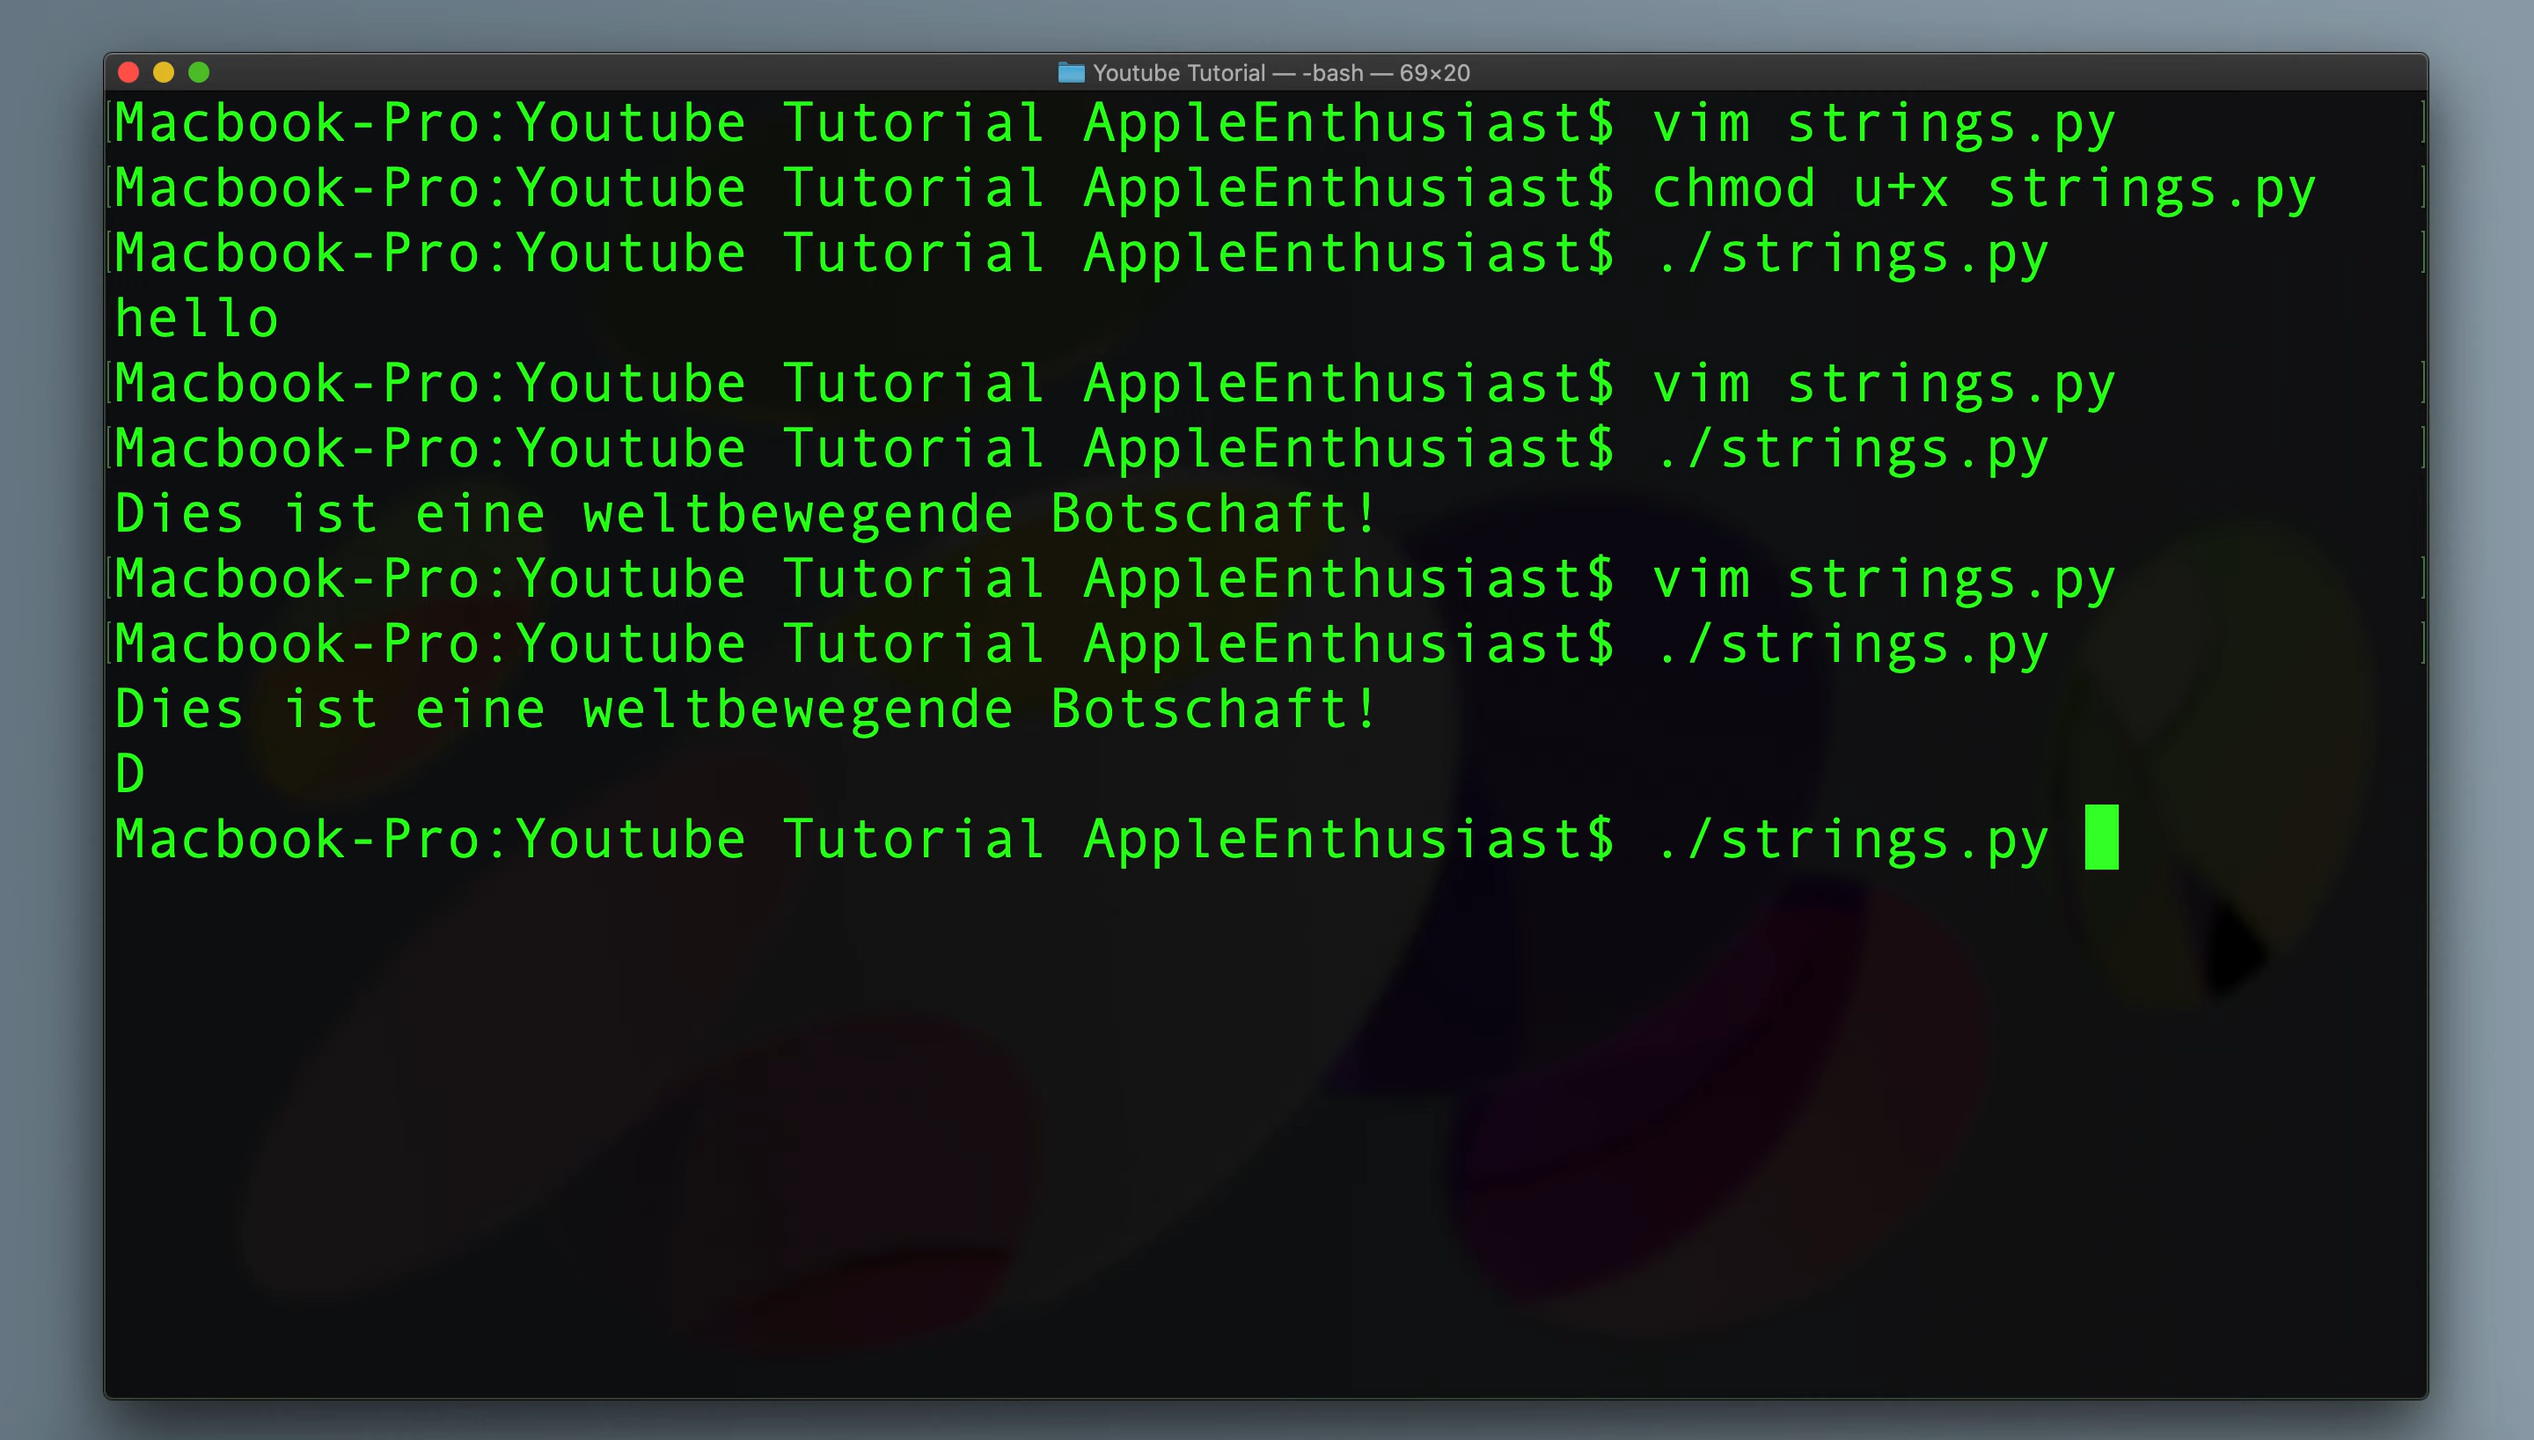 Youtube Tutorial — -bash — 69×20
Macbook-Pro:Youtube Tutorial AppleEnthusiast$ vim strings.py
Macbook-Pro:Youtube Tutorial AppleEnthusiast$ chmod u+x strings.py
Macbook-Pro:Youtube Tutorial AppleEnthusiast$ ./strings.py
hello
Macbook-Pro:Youtube Tutorial AppleEnthusiast$ vim strings.py
Macbook-Pro:Youtube Tutorial AppleEnthusiast$ ./strings.py
Dies ist eine weltbewegende Botschaft!
Macbook-Pro:Youtube Tutorial AppleEnthusiast$ vim strings.py
Macbook-Pro:Youtube Tutorial AppleEnthusiast$ ./strings.py
Dies ist eine weltbewegende Botschaft!
D
Macbook-Pro:Youtube Tutorial AppleEnthusiast$ ./strings.py